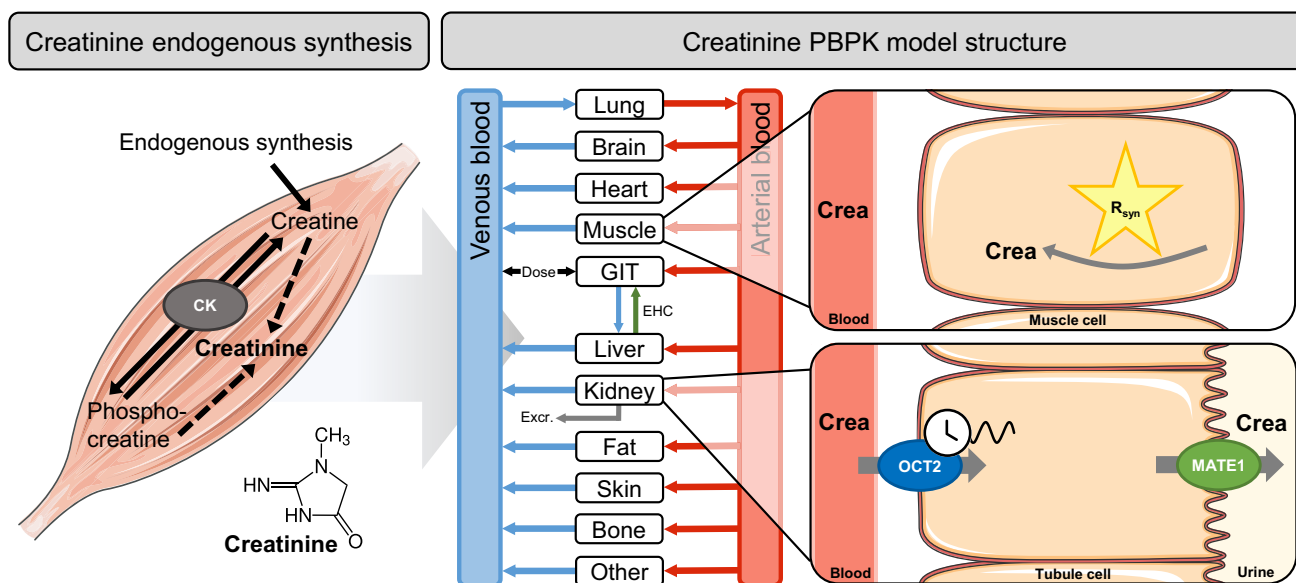 Creatinine endogenous synthesis
Creatinine PBPK model structure
Endogenous synthesis
Creatine
CK
Creatinine
Phospho-
creatine
CH3
N
HN
HN
O
Creatinine
Venous blood
Arterial blood
Lung
Brain
Heart
Muscle
Dose
GIT
EHC
Liver
Kidney
Excr.
Fat
Skin
Bone
Other
Crea
Rsyn
Crea
Blood
Muscle cell
Crea
Crea
OCT2
MATE1
Blood
Tubule cell
Urine